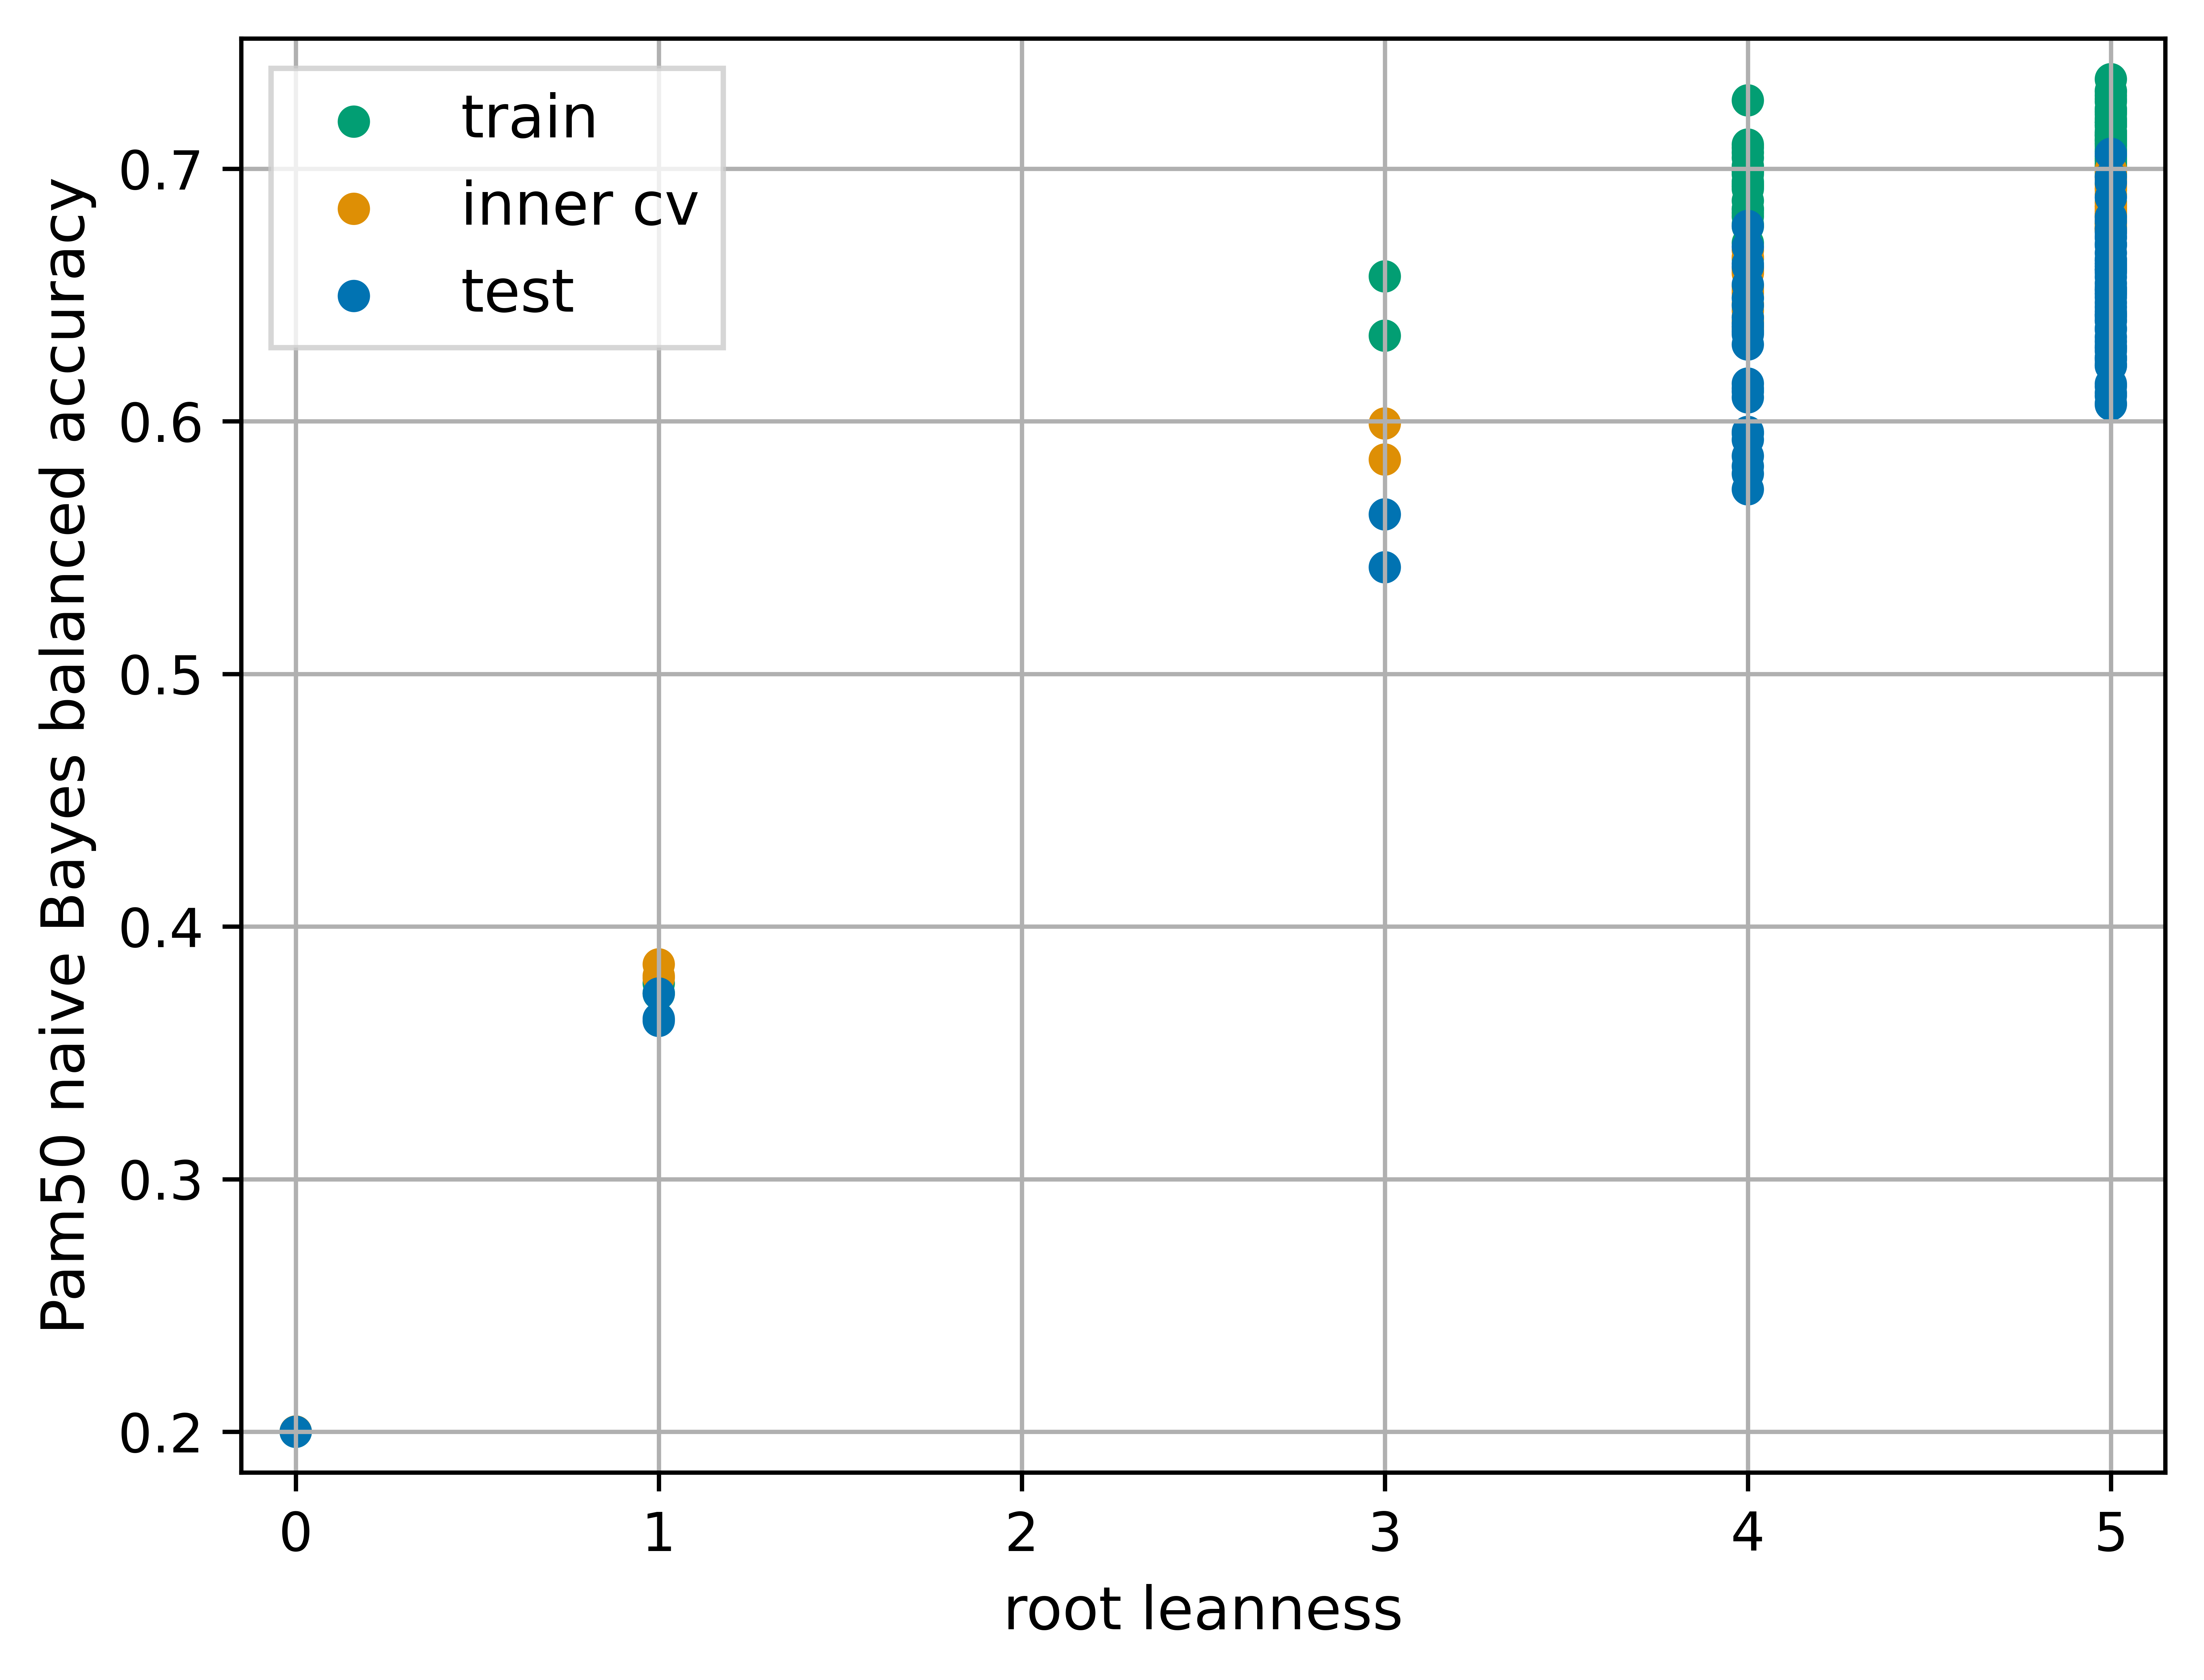 train
inner cv
test
Pam50 naive Bayes balanced accuracy
0.7
0.6
0.5
0.4
0.3
0.2
0 1 2 3 4 5
root leanness